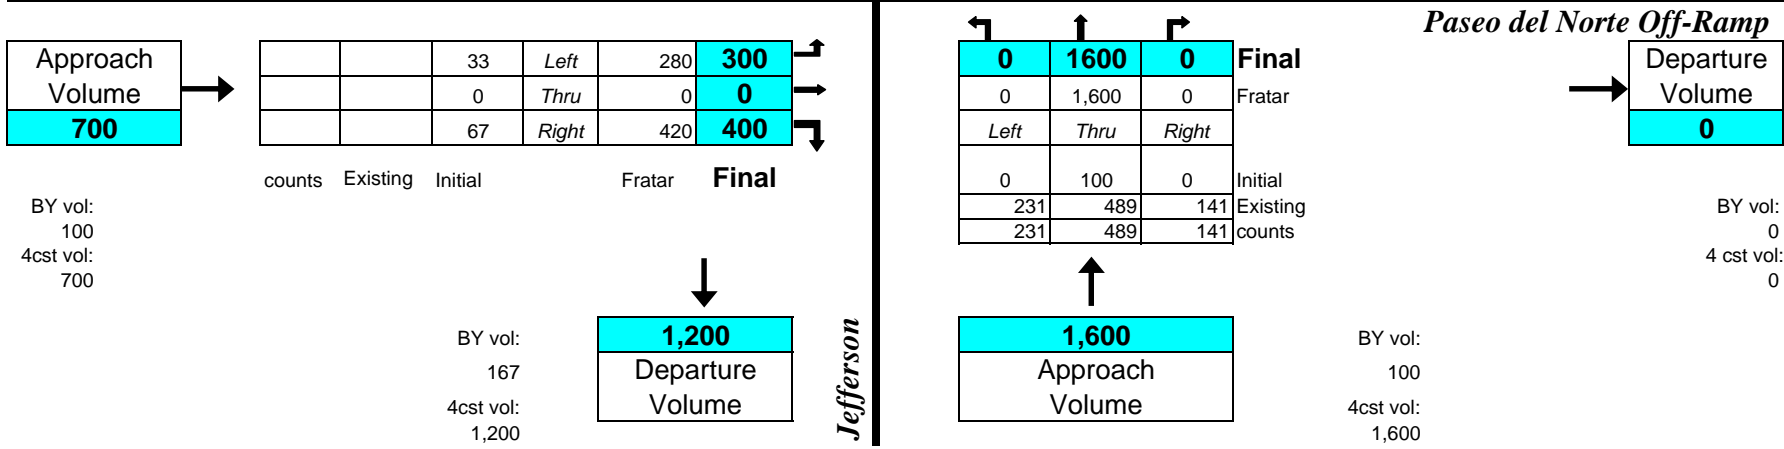 Paseo del Norte Off-Ramp
Approach
Volume
700
33 Left 280 300
0 Thru 0 0
67 Right 420 400
counts Existing Initial Fratar Final
BY vol:
100
4cst vol:
700
0 1600 0 Final
0 1,600 0 Fratar
Left Thru Right
0 100 0 Initial
231 489 141 Existing
231 489 141 counts
Departure
Volume
0
BY vol:
0
4 cst vol:
0
BY vol:
167
4cst vol:
1,200
1,200
Departure
Volume
Jefferson
1,600
Approach
Volume
BY vol:
100
4cst vol:
1,600